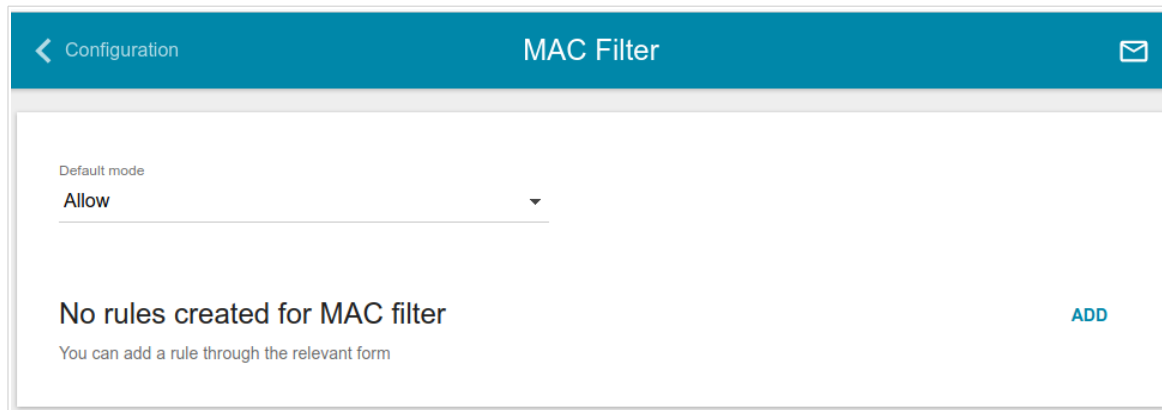 Configuration
MAC Filter
Default mode
Allow
No rules created for MAC filter
ADD
You can add a rule through the relevant form